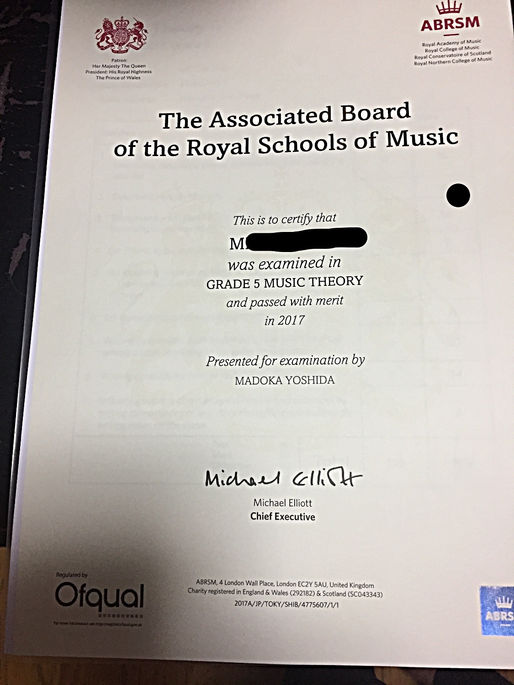 Patron:
Her Majesty The Queen
President: His Royal Highness
The Prince of Wales
ABRSM
Royal Academy of Music
Royal College of Music
Royal Conservatoire of Scotland
Royal Northern College of Music
The Associated Board
of the Royal Schools of Music
This is to certify that
M
was examined in
GRADE 5 MUSIC THEORY
and passed with merit
in 2017
Presented for examination by
MADOKA YOSHIDA
Michael Elliott
Michael Elliott
Chief Executive
Regulated by
Ofqual
ABRSM, 4 London Wall Place, London EC2Y 5AU, United Kingdom
Charity registered in England & Wales (292182) & Scotland (SC043343)
2017A/JP/TOKY/SHIB/4775607/1/1